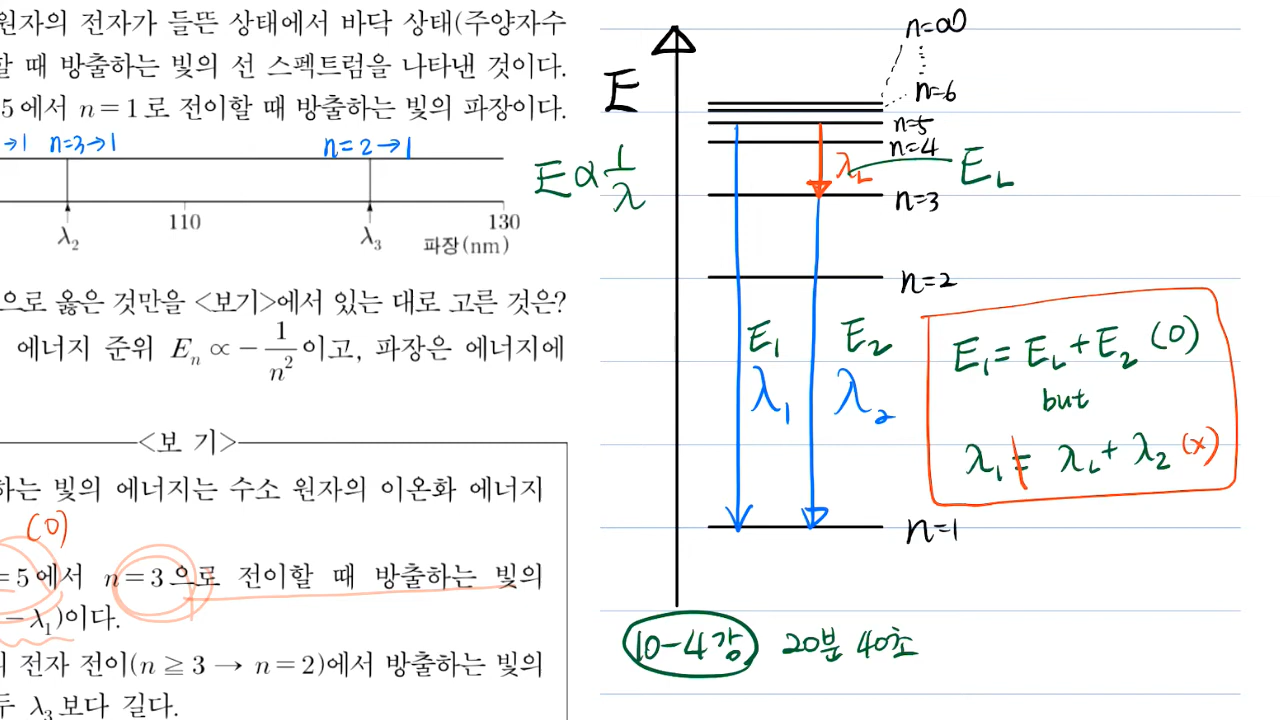 원자의 전자가 들뜬 상태에서 바닥 상태(주양자수
할 때 방출하는 빛의 선 스펙트럼을 나타낸 것이다.
5에서 n = 1로 전이할 때 방출하는 빛의 파장이다.
→1 n=3→1 n=2→1
110 130
λ₂ λ₃ 파장(nm)
으로 옳은 것만을 <보기>에서 있는 대로 고른 것은?
에너지 준위 Eₙ ∝ -1/n² 이고, 파장은 에너지에
<보 기>
하는 빛의 에너지는 수소 원자의 이온화 에너지
(O)
=5에서 n = 3으로 전이할 때 방출하는 빛의
-λ₁)이다.
전자 전이(n ≧ 3 → n = 2)에서 방출하는 빛의
두 λ₃보다 길다.
E
E∝1/λ
n=∞
n=6
n=5
n=4
λL EL
n=3
n=2
E₁ E₂
λ₁ λ₂
n=1
E₁ = EL + E₂ (O)
but
λ₁ ≠ λL + λ₂ (x)
10-4강 20분 40초